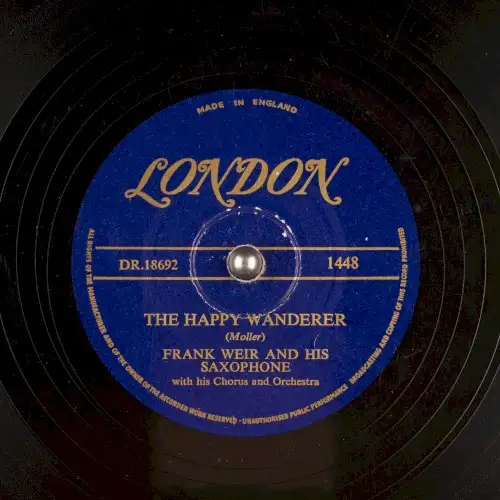 MADE IN ENGLAND
LONDON
DR.18692
1448
THE HAPPY WANDERER
(Moller)
FRANK WEIR AND HIS
SAXOPHONE
with his Chorus and Orchestra
ALL RIGHTS OF THE MANUFACTURER AND OF THE OWNER OF THE RECORDED WORK RESERVED · UNAUTHORISED PUBLIC PERFORMANCE, BROADCASTING AND COPYING OF THIS RECORD PROHIBITED